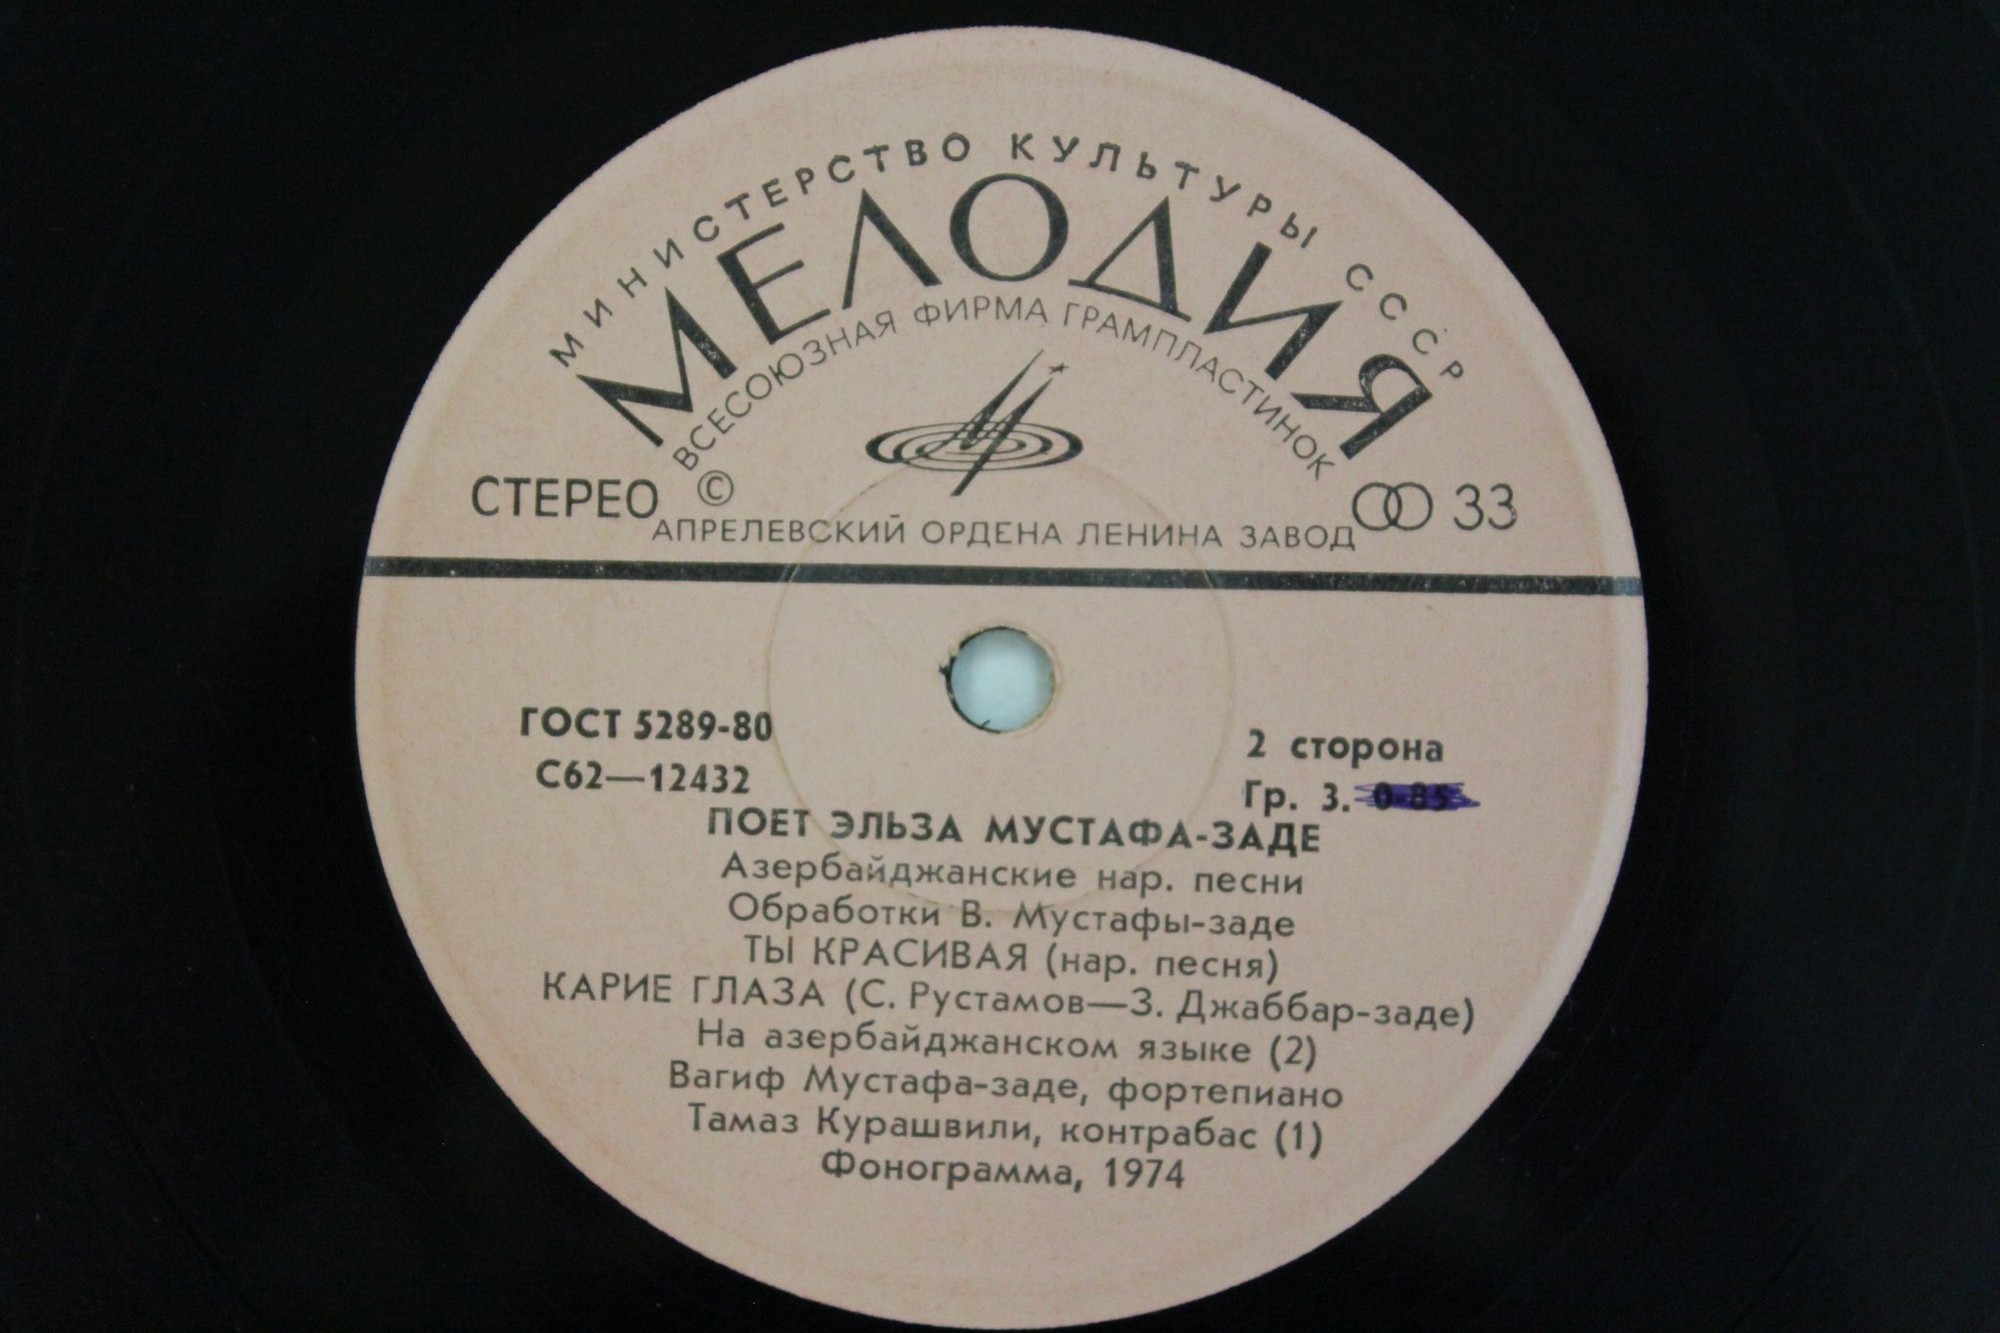 МИНИСТЕРСТВО КУЛЬТУРЫ СССР
МЕЛОДИЯ
ВСЕСОЮЗНАЯ ФИРМА ГРАМПЛАСТИНОК
СТЕРЕО © 33
АПРЕЛЕВСКИЙ ОРДЕНА ЛЕНИНА ЗАВОД
ГОСТ 5289-80
С62—12432
2 сторона
Гр. 3. 0-85
ПОЕТ ЭЛЬЗА МУСТАФА-ЗАДЕ
Азербайджанские нар. песни
Обработки В. Мустафы-заде
ТЫ КРАСИВАЯ (нар. песня)
КАРИЕ ГЛАЗА (С. Рустамов—З. Джаббар-заде)
На азербайджанском языке (2)
Вагиф Мустафа-заде, фортепиано
Тамаз Курашвили, контрабас (1)
Фонограмма, 1974